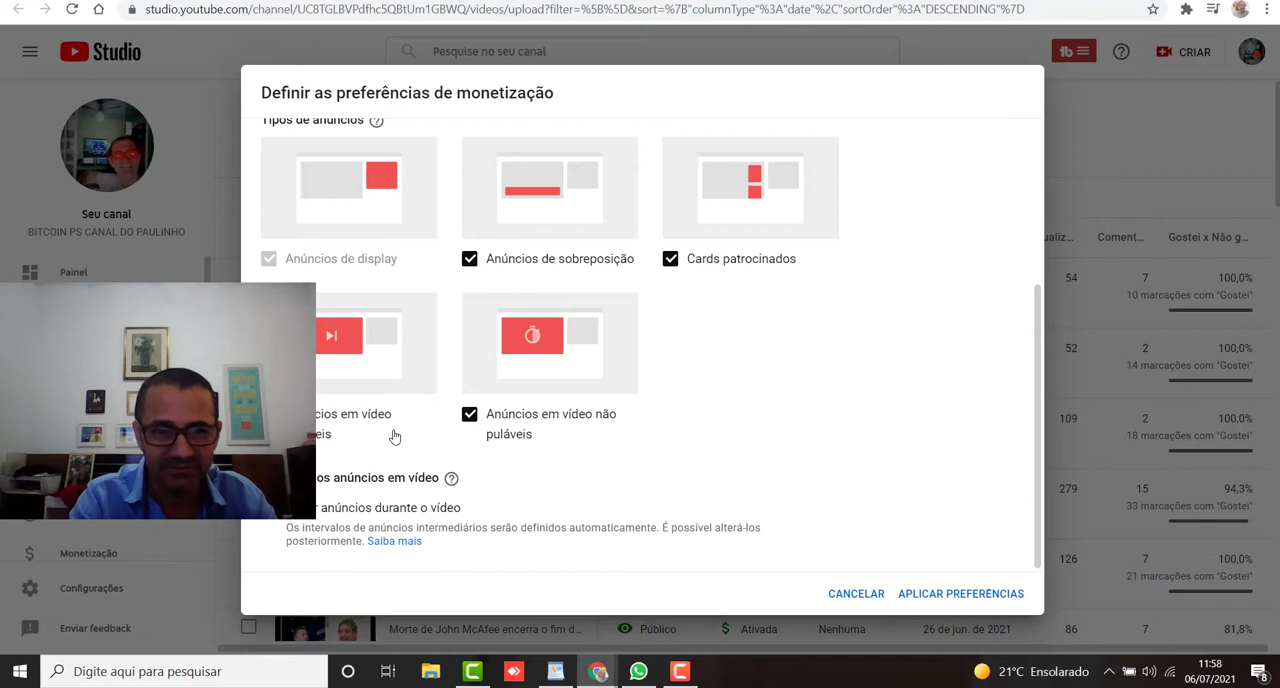 studio.youtube.com/channel/UC8TGLBVPdfhc5QBtUm1GBWQ/videos/upload?filter=%5B%5D&sort=%7B"columnType"%3A"date"%2C"sortOrder"%3A"DESCENDING"%7D
Studio
Pesquise no seu canal
tb
CRIAR
Definir as preferências de monetização
Tipos de anúncios
Seu canal
BITCOIN PS CANAL DO PAULINHO
Painel
Anúncios de display
Anúncios de sobreposição
Cards patrocinados
cios em vídeo
eis
Anúncios em vídeo não
puláveis
os anúncios em vídeo
r anúncios durante o vídeo
Os intervalos de anúncios intermediários serão definidos automaticamente. É possível alterá-los
posteriormente. Saiba mais
CANCELAR
APLICAR PREFERÊNCIAS
Monetização
Configurações
Enviar feedback
ualiz...
Coment...
Gostei x Não g...
54 7 100,0%
10 marcações com "Gostei"
52 2 100,0%
14 marcações com "Gostei"
109 2 100,0%
18 marcações com "Gostei"
279 15 94,3%
33 marcações com "Gostei"
126 7 100,0%
21 marcações com "Gostei"
Morte de John McAfee encerra o fim d...
Público
Ativada
Nenhuma
26 de jun. de 2021
86 7 81,8%
Digite aqui para pesquisar
21°C Ensolarado
11:58
06/07/2021
8